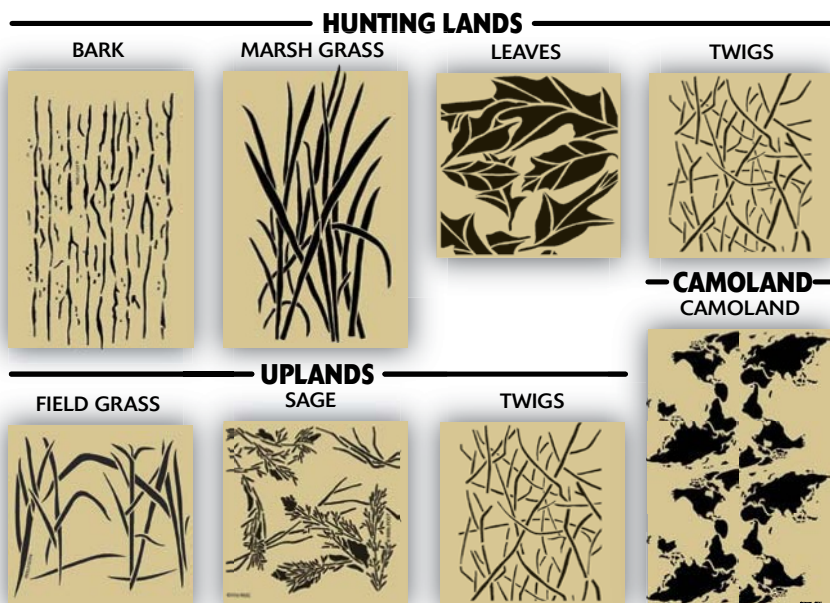 HUNTING LANDS
BARK
MARSH GRASS
LEAVES
TWIGS
CAMOLAND
CAMOLAND
UPLANDS
FIELD GRASS
SAGE
TWIGS